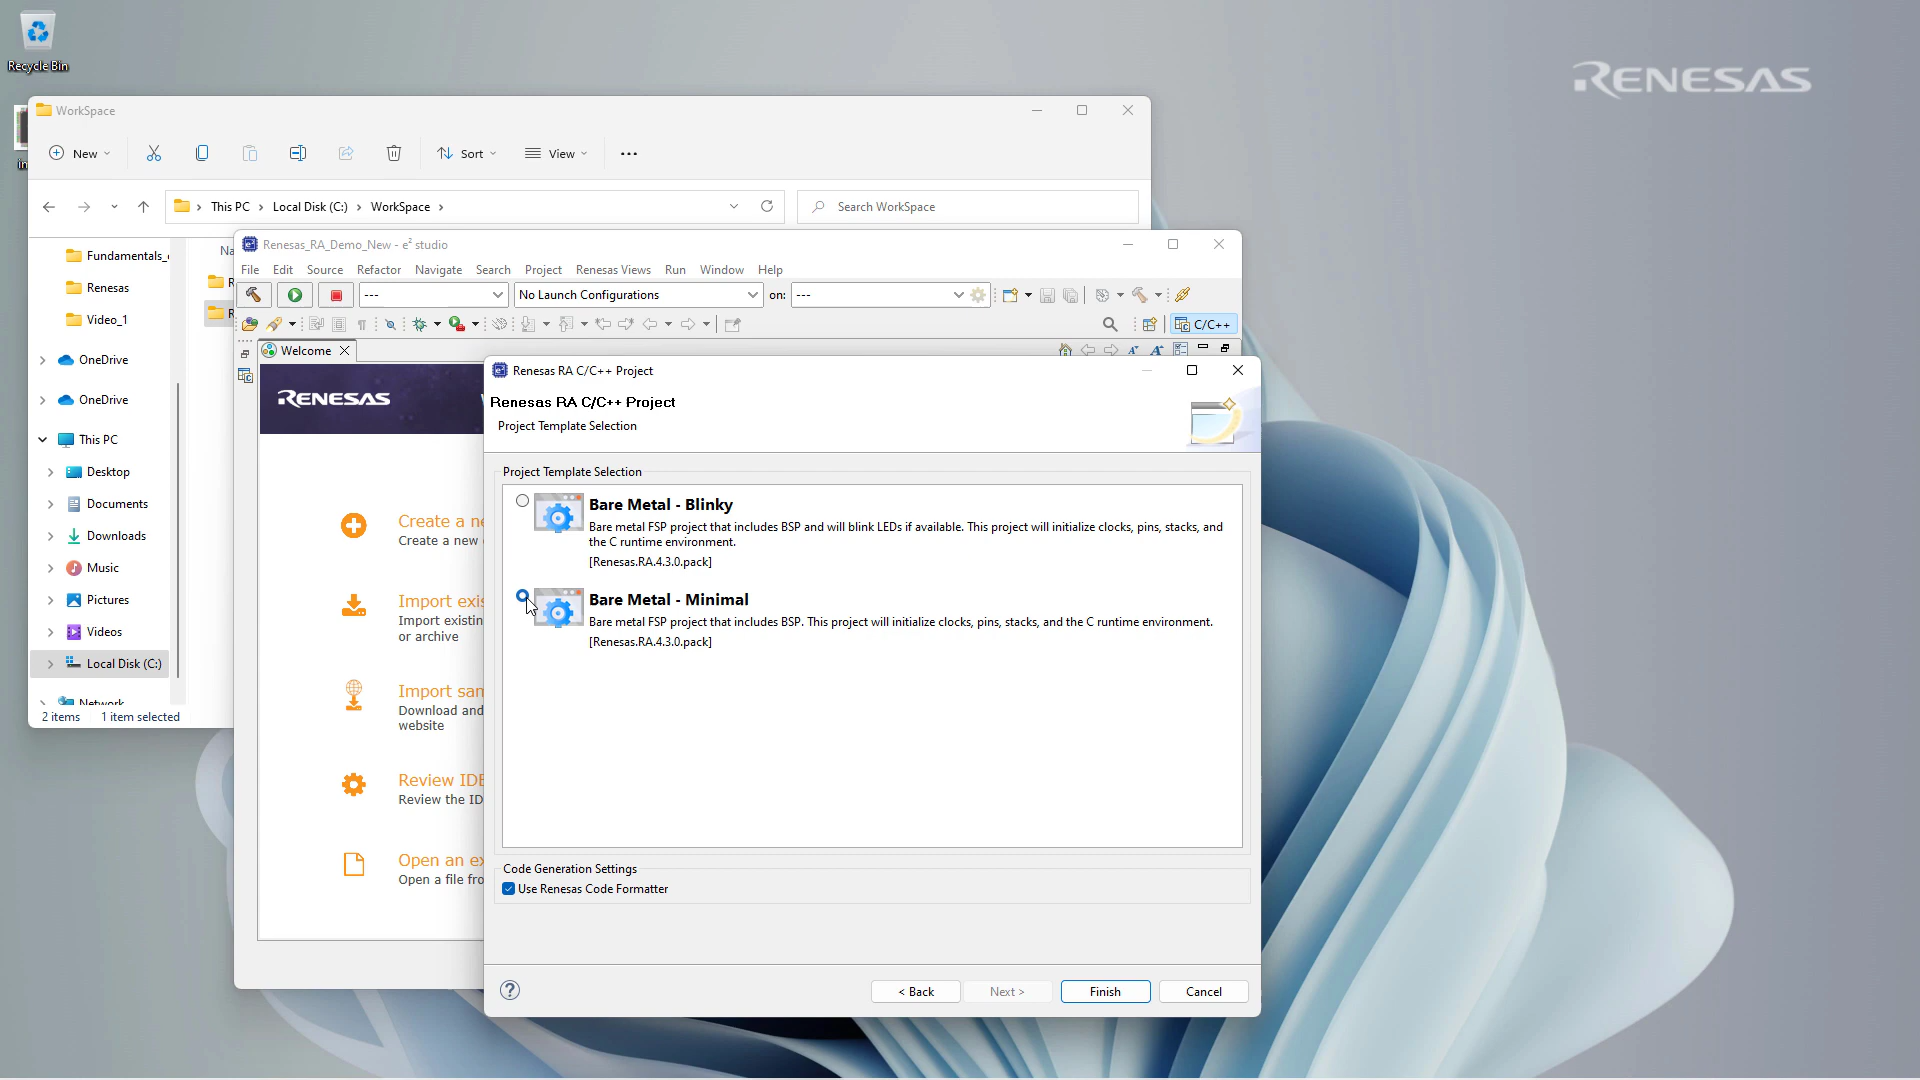 Recycle Bin
RENESAS
in
WorkSpace
New
Sort
View
This PC
Local Disk (C:)
WorkSpace
Search WorkSpace
Fundamentals_
Renesas
Video_1
OneDrive
OneDrive
This PC
Desktop
Documents
Downloads
Music
Pictures
Videos
Local Disk (C:)
Network
2 items 1 item selected
Na
R
R
Renesas_RA_Demo_New - e² studio
File Edit Source Refactor Navigate Search Project Renesas Views Run Window Help
--- No Launch Configurations on: ---
C/C++
Welcome
RENESAS
Create a ne
Create a new
Import exis
Import existin
or archive
Import sam
Download and
website
Review IDE
Review the ID
Open an ex
Open a file fro
Renesas RA C/C++ Project
Renesas RA C/C++ Project
Project Template Selection
Project Template Selection
Bare Metal - Blinky
Bare metal FSP project that includes BSP and will blink LEDs if available. This project will initialize clocks, pins, stacks, and
the C runtime environment.
[Renesas.RA.4.3.0.pack]
Bare Metal - Minimal
Bare metal FSP project that includes BSP. This project will initialize clocks, pins, stacks, and the C runtime environment.
[Renesas.RA.4.3.0.pack]
Code Generation Settings
Use Renesas Code Formatter
< Back
Next >
Finish
Cancel